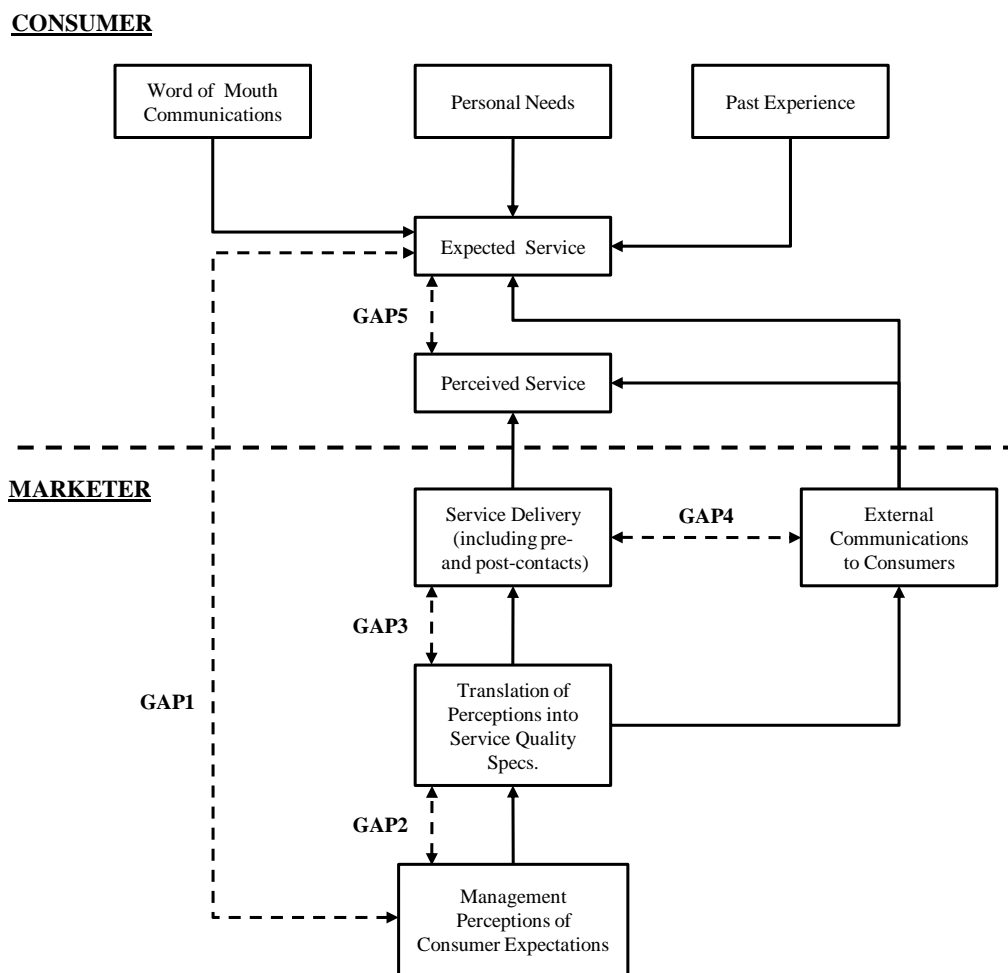 CONSUMER
Word of Mouth
Communications
Personal Needs
Past Experience
Expected Service
GAP5
Perceived Service
MARKETER
Service Delivery
(including pre-
and post-contacts)
GAP4
External
Communications
to Consumers
GAP3
GAP1
Translation of
Perceptions into
Service Quality
Specs.
GAP2
Management
Perceptions of
Consumer Expectations